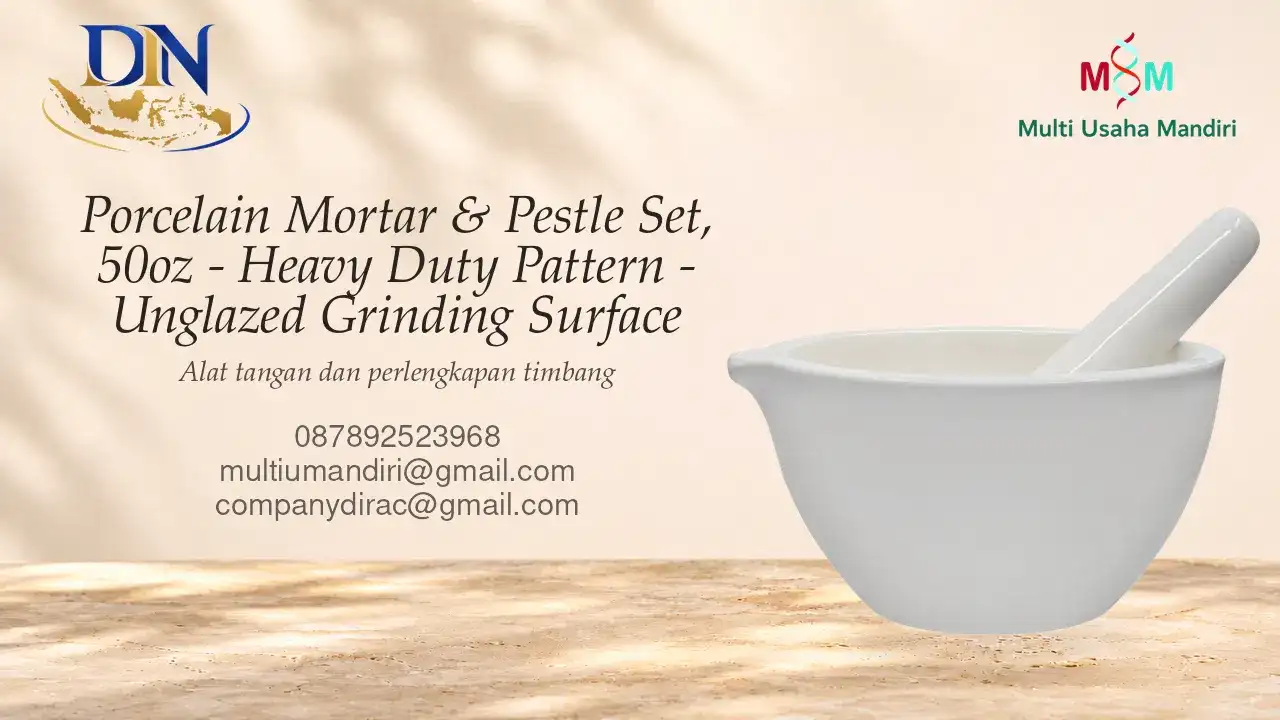 DIN
M M
Multi Usaha Mandiri
Porcelain Mortar & Pestle Set,
50oz - Heavy Duty Pattern -
Unglazed Grinding Surface
Alat tangan dan perlengkapan timbang
087892523968
multiumandiri@gmail.com
companydirac@gmail.com